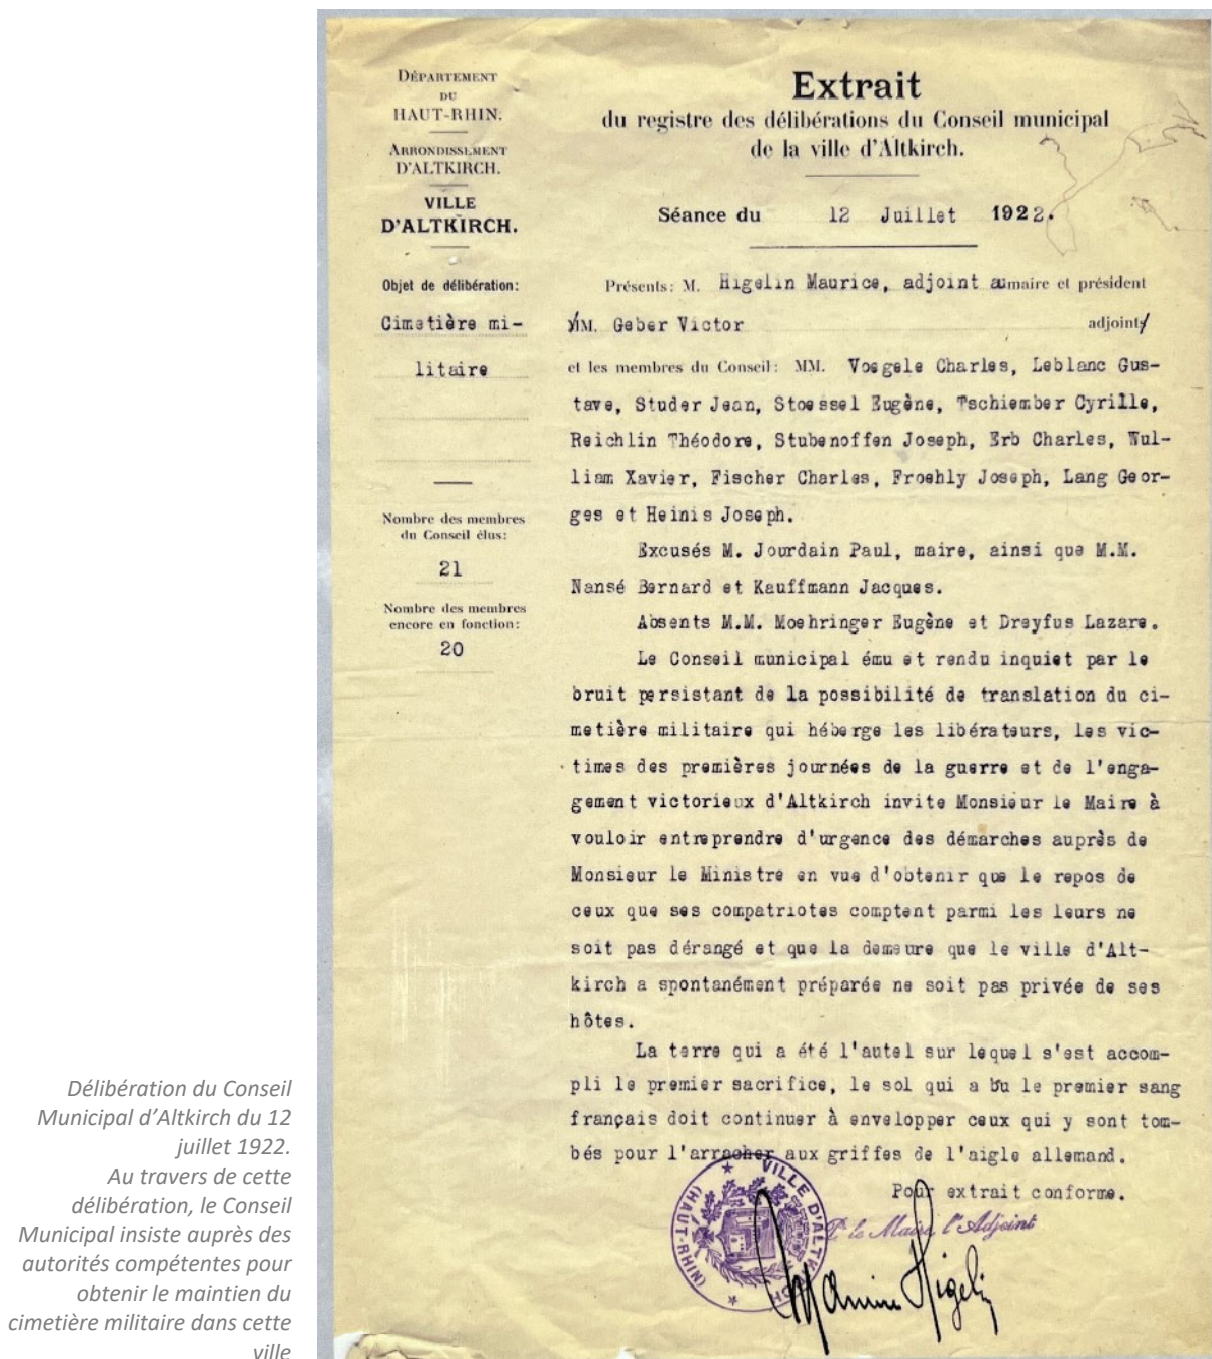 DÉPARTEMENT
DU
HAUT-RHIN.
ARRONDISSEMENT
D'ALTKIRCH.
VILLE
D'ALTKIRCH.
Objet de délibération:
Cimetière mi-
litaire
Nombre des membres
du Conseil élus:
21
Nombre des membres
encore en fonction:
20
Extrait
du registre des délibérations du Conseil municipal
de la ville d'Altkirch.
Séance du 12 Juillet 1922.
Présents: M. Higelin Maurice, adjoint au maire et président
MM. Geber Victor adjoint
et les membres du Conseil: MM. Voegele Charles, Leblanc Gus-
tave, Studer Jean, Stoessel Eugène, Tschiember Cyrille,
Reichlin Théodore, Stubenoffen Joseph, Erb Charles, Wul-
liam Xavier, Fischer Charles, Froehly Joseph, Lang Geor-
ges et Heinis Joseph.
Excusés M. Jourdain Paul, maire, ainsi que M.M.
Nansé Bernard et Kauffmann Jacques.
Absents M.M. Moehringer Eugène et Dreyfus Lazare.
Le Conseil municipal ému et rendu inquiet par le
bruit persistant de la possibilité de translation du ci-
metière militaire qui héberge les libérateurs, les vic-
times des premières journées de la guerre et de l'enga-
gement victorieux d'Altkirch invite Monsieur le Maire à
vouloir entreprendre d'urgence des démarches auprès de
Monsieur le Ministre en vue d'obtenir que le repos de
ceux que ses compatriotes comptent parmi les leurs ne
soit pas dérangé et que la demeure que le ville d'Alt-
kirch a spontanément préparée ne soit pas privée de ses
hôtes.
La terre qui a été l'autel sur lequel s'est accom-
pli le premier sacrifice, le sol qui a bu le premier sang
français doit continuer à envelopper ceux qui y sont tom-
bés pour l'arracher aux griffes de l'aigle allemand.
Pour extrait conforme.
Pr le Maire, l'Adjoint
VILLE D'ALTKIRCH
(HAUT-RHIN)
Maurice Higelin
Délibération du Conseil
Municipal d'Altkirch du 12
juillet 1922.
Au travers de cette
délibération, le Conseil
Municipal insiste auprès des
autorités compétentes pour
obtenir le maintien du
cimetière militaire dans cette
ville